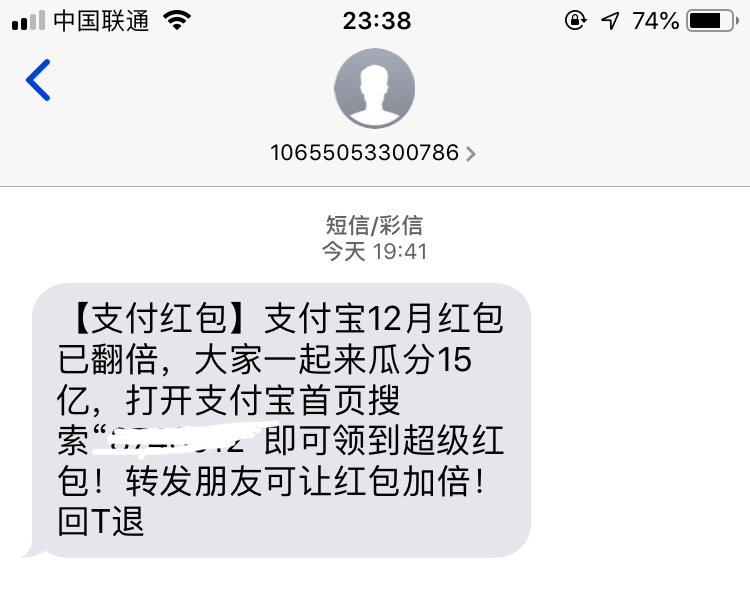 中国联通 23:38 74%
10655053300786
短信/彩信
今天 19:41
【支付红包】支付宝12月红包
已翻倍，大家一起来瓜分15
亿，打开支付宝首页搜
索“ ”即可领到超级红
包！转发朋友可让红包加倍！
回T退